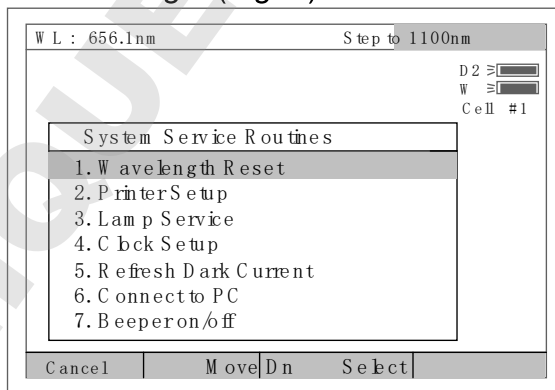 WL: 656.1nm Step to 1100nm
D2
W
Cell #1
System Service Routines
1.Wavelength Reset
2.Printer Setup
3.Lamp Service
4.Clock Setup
5.Refresh Dark Current
6.Connect to PC
7.Beeper on/off
Cancel Move Dn Select